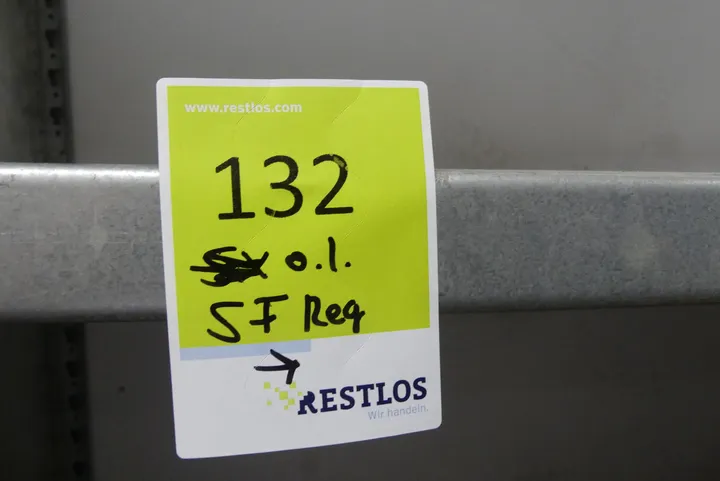 www.restlos.com
132
o.l.
SF Reg
→
RESTLOS
Wir handeln.